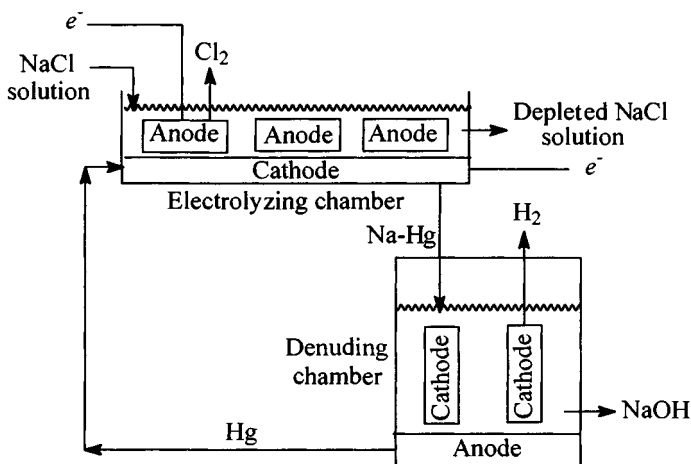 e⁻
NaCl
solution
Cl₂
Anode
Anode
Anode
Depleted NaCl
solution
Cathode
e⁻
Electrolyzing chamber
Na-Hg
H₂
Denuding
chamber
Cathode
Cathode
NaOH
Hg
Anode